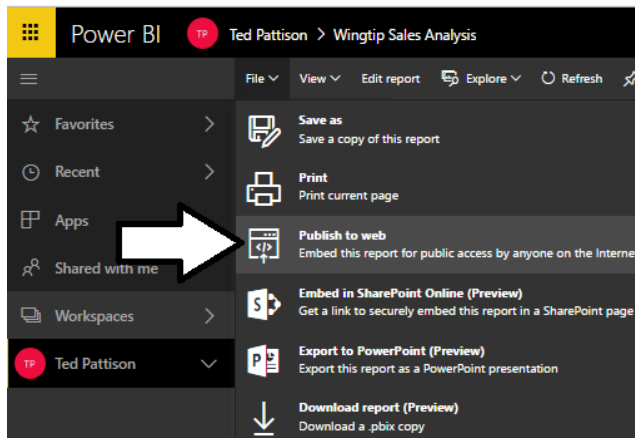 Power BI TP Ted Pattison > Wingtip Sales Analysis
File View Edit report Explore Refresh
Favorites
Recent
Apps
Shared with me
Workspaces
TP Ted Pattison
Save as
Save a copy of this report
Print
Print current page
Publish to web
Embed this report for public access by anyone on the Interne
Embed in SharePoint Online (Preview)
Get a link to securely embed this report in a SharePoint page
Export to PowerPoint (Preview)
Export this report as a PowerPoint presentation
Download report (Preview)
Download a .pbix copy